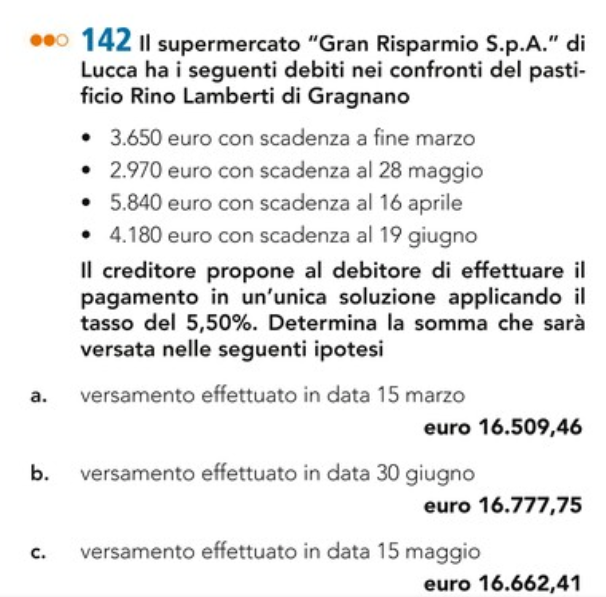 142 Il supermercato "Gran Risparmio S.p.A." di
Lucca ha i seguenti debiti nei confronti del pasti-
ficio Rino Lamberti di Gragnano
• 3.650 euro con scadenza a fine marzo
• 2.970 euro con scadenza al 28 maggio
• 5.840 euro con scadenza al 16 aprile
• 4.180 euro con scadenza al 19 giugno
Il creditore propone al debitore di effettuare il
pagamento in un'unica soluzione applicando il
tasso del 5,50%. Determina la somma che sarà
versata nelle seguenti ipotesi
a. versamento effettuato in data 15 marzo
euro 16.509,46
b. versamento effettuato in data 30 giugno
euro 16.777,75
c. versamento effettuato in data 15 maggio
euro 16.662,41